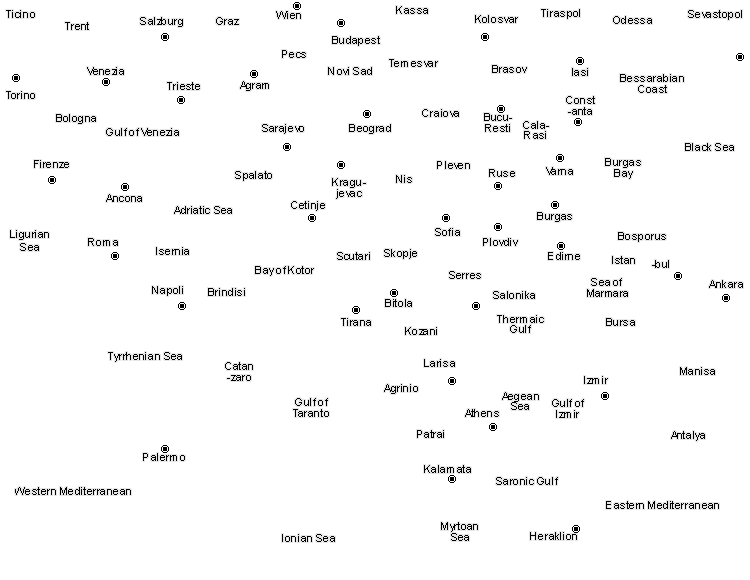 Ticino
Trent
Salzburg
Graz
Wien
Budapest
Kassa
Kolosvar
Tiraspol
Odessa
Sevastopol
Pecs
Novi Sad
Temesvar
Brasov
Iasi
Bessarabian
Coast
Torino
Venezia
Trieste
Agram
Const
-anta
Bologna
Gulf of Venezia
Sarajevo
Beograd
Craiova
Bucu-
Resti
Cala-
Rasi
Black Sea
Firenze
Ancona
Spalato
Kragu-
jevac
Nis
Pleven
Ruse
Varna
Burgas
Bay
Adriatic Sea
Cetinje
Burgas
Ligurian
Sea
Roma
Isernia
Sofia
Plovdiv
Edirne
Bosporus
Istan
-bul
Bay of Kotor
Scutari
Skopje
Serres
Napoli
Brindisi
Bitola
Salonika
Sea of
Marmara
Ankara
Tirana
Kozani
Thermaic
Gulf
Bursa
Tyrrhenian Sea
Catan
-zaro
Larisa
Izmir
Manisa
Gulf of
Taranto
Agrinio
Athens
Aegean
Sea
Gulf of
Izmir
Patrai
Antalya
Palermo
Kalamata
Saronic Gulf
Western Mediterranean
Eastern Mediterranean
Ionian Sea
Myrtoan
Sea
Heraklion